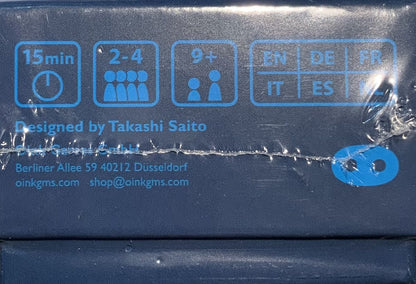 15min 2-4 9+ EN DE FR
IT ES
Designed by Takashi Saito
Berliner Allee 59 40212 Düsseldorf
oinkgms.com shop@oinkgms.com